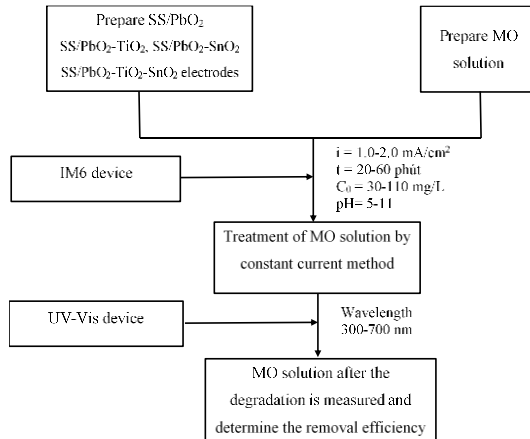 Prepare SS/PbO₂
SS/PbO₂-TiO₂, SS/PbO₂-SnO₂
SS/PbO₂-TiO₂-SnO₂ electrodes
Prepare MO
solution
i = 1.0-2.0 mA/cm²
t = 20-60 phút
C₀ = 30-110 mg/L
pH= 5-11
IM6 device
Treatment of MO solution by
constant current method
UV-Vis device
Wavelength
300-700 nm
MO solution after the
degradation is measured and
determine the removal efficiency